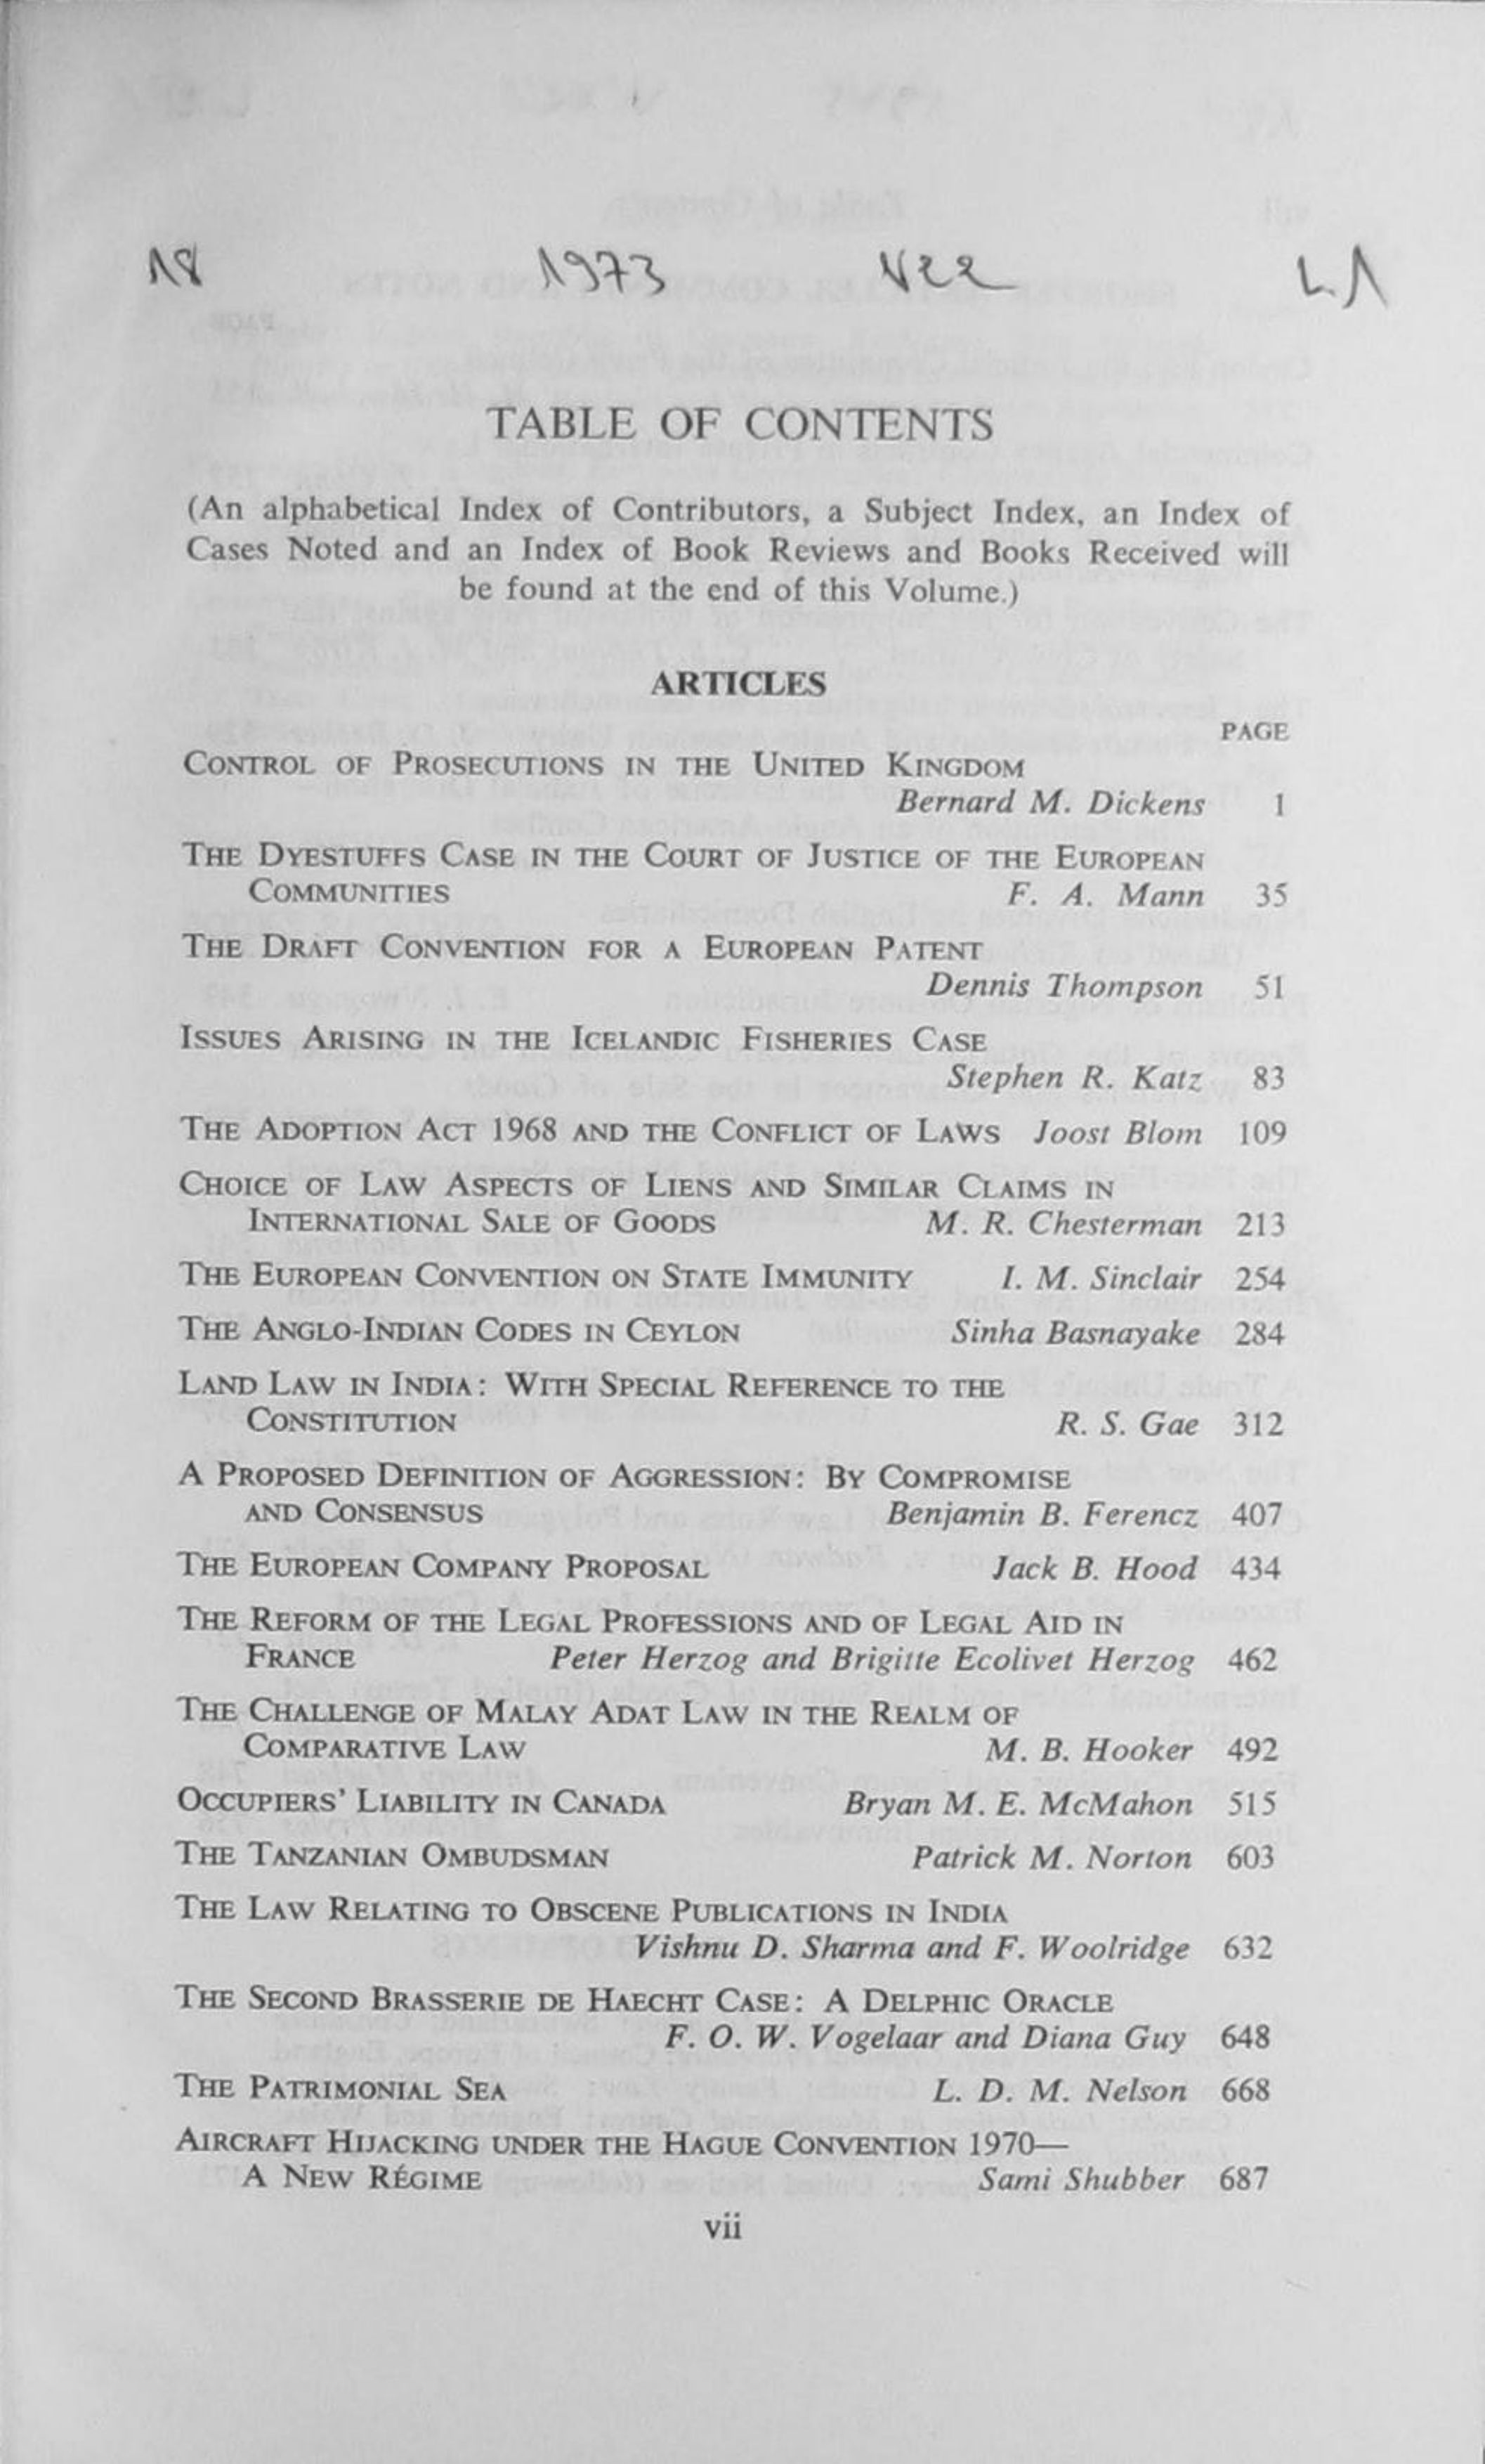 18 1973 V22 L1
TABLE OF CONTENTS
(An alphabetical Index of Contributors, a Subject Index, an Index of
Cases Noted and an Index of Book Reviews and Books Received will
be found at the end of this Volume.)
ARTICLES
PAGE
CONTROL OF PROSECUTIONS IN THE UNITED KINGDOM
Bernard M. Dickens 1
THE DYESTUFFS CASE IN THE COURT OF JUSTICE OF THE EUROPEAN
COMMUNITIES F. A. Mann 35
THE DRAFT CONVENTION FOR A EUROPEAN PATENT
Dennis Thompson 51
ISSUES ARISING IN THE ICELANDIC FISHERIES CASE
Stephen R. Katz 83
THE ADOPTION ACT 1968 AND THE CONFLICT OF LAWS Joost Blom 109
CHOICE OF LAW ASPECTS OF LIENS AND SIMILAR CLAIMS IN
INTERNATIONAL SALE OF GOODS M. R. Chesterman 213
THE EUROPEAN CONVENTION ON STATE IMMUNITY I. M. Sinclair 254
THE ANGLO-INDIAN CODES IN CEYLON Sinha Basnayake 284
LAND LAW IN INDIA: WITH SPECIAL REFERENCE TO THE
CONSTITUTION R. S. Gae 312
A PROPOSED DEFINITION OF AGGRESSION: BY COMPROMISE
AND CONSENSUS Benjamin B. Ferencz 407
THE EUROPEAN COMPANY PROPOSAL Jack B. Hood 434
THE REFORM OF THE LEGAL PROFESSIONS AND OF LEGAL AID IN
FRANCE Peter Herzog and Brigitte Ecolivet Herzog 462
THE CHALLENGE OF MALAY ADAT LAW IN THE REALM OF
COMPARATIVE LAW M. B. Hooker 492
OCCUPIERS' LIABILITY IN CANADA Bryan M. E. McMahon 515
THE TANZANIAN OMBUDSMAN Patrick M. Norton 603
THE LAW RELATING TO OBSCENE PUBLICATIONS IN INDIA
Vishnu D. Sharma and F. Woolridge 632
THE SECOND BRASSERIE DE HAECHT CASE: A DELPHIC ORACLE
F. O. W. Vogelaar and Diana Guy 648
THE PATRIMONIAL SEA L. D. M. Nelson 668
AIRCRAFT HIJACKING UNDER THE HAGUE CONVENTION 1970—
A NEW RÉGIME Sami Shubber 687
vii